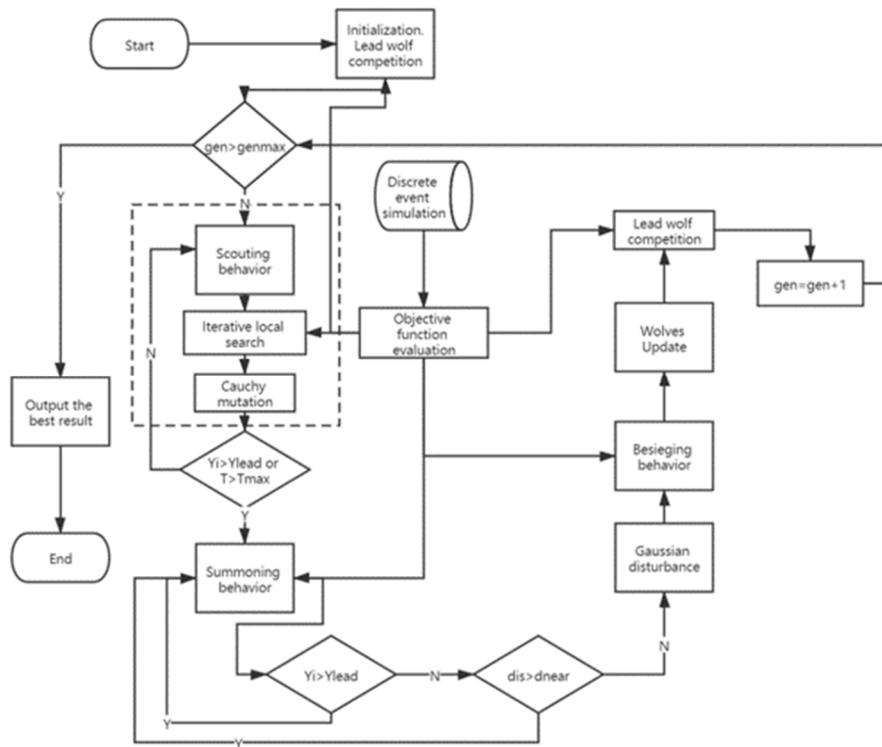 Start
Initialization.
Lead wolf
competition
gen>genmax
Y
N
Discrete
event
simulation
Scouting
behavior
Lead wolf
competition
gen=gen+1
Iterative local
search
Objective
function
evaluation
Wolves
Update
N
Cauchy
mutation
Output the
best result
Yi>Ylead or
T>Tmax
Besieging
behavior
Y
End
Summoning
behavior
Gaussian
disturbance
Yi>Ylead
N
dis>dnear
N
Y
Y